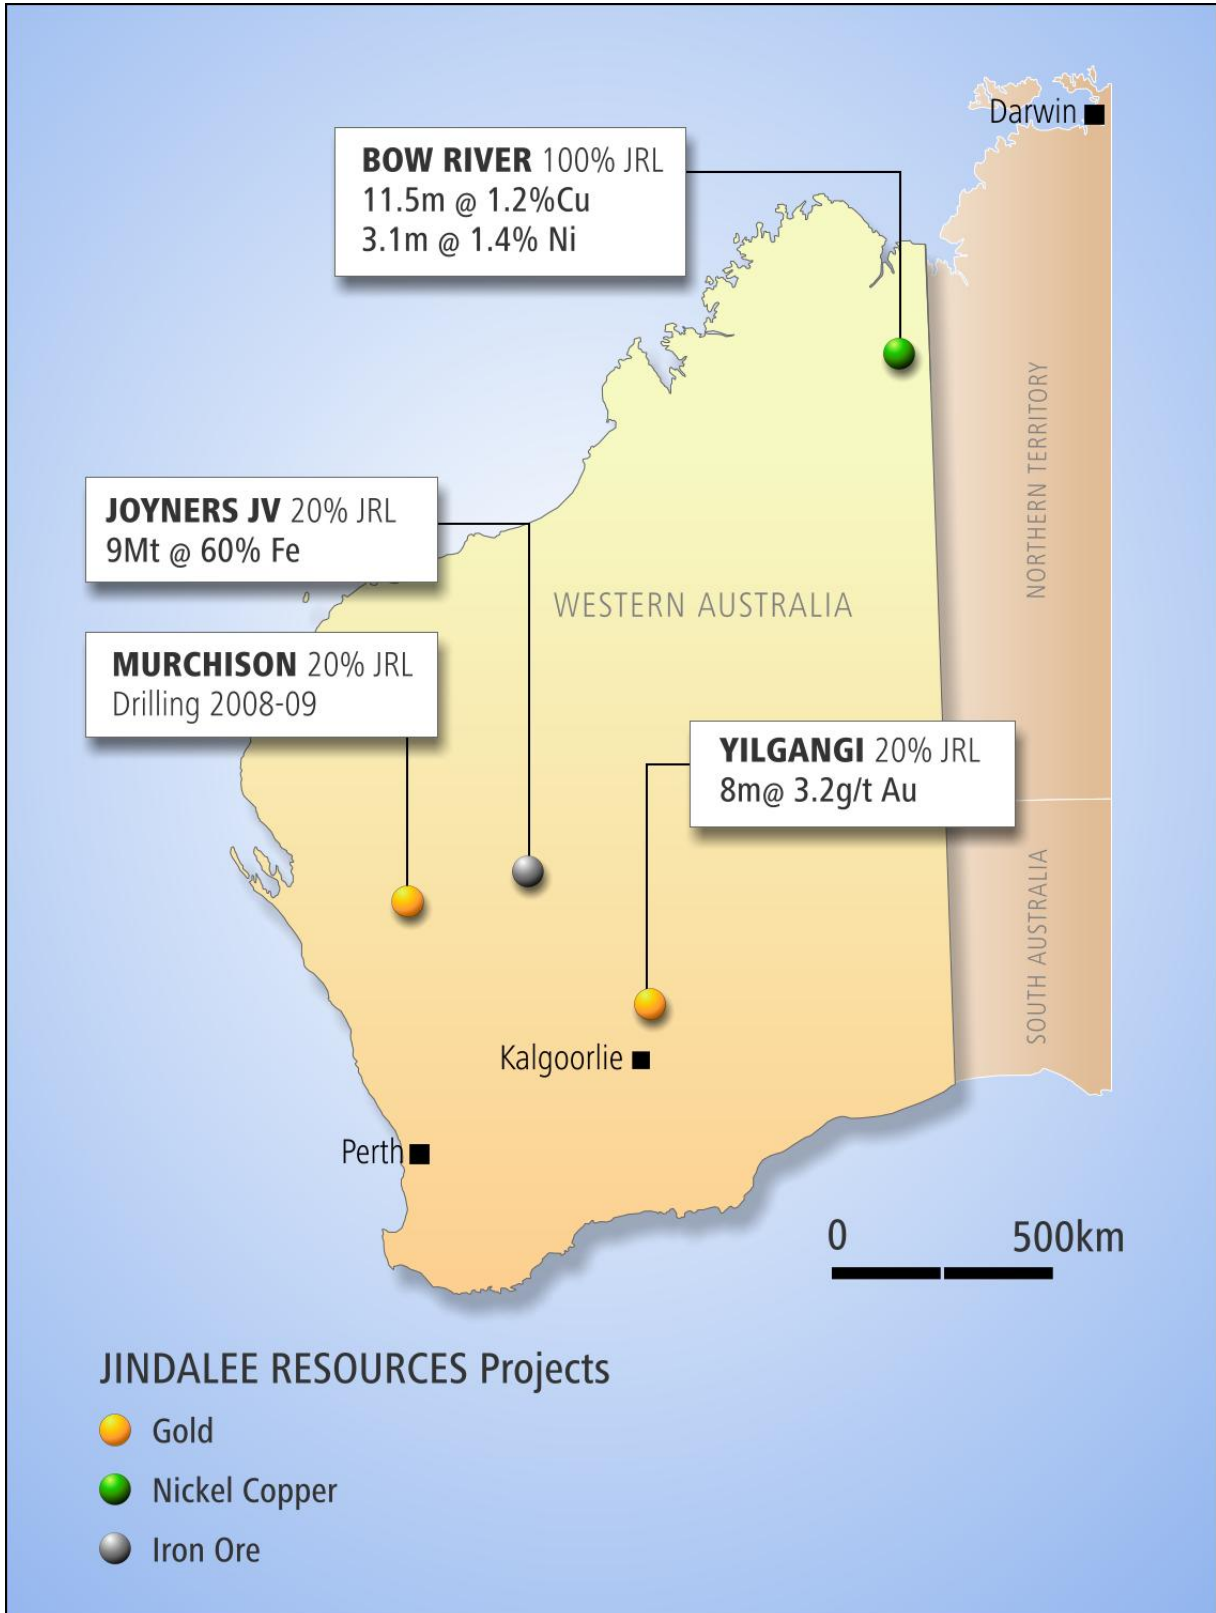 Darwin
BOW RIVER 100% JRL
11.5m @ 1.2%Cu
3.1m @ 1.4% Ni
NORTHERN TERRITORY
JOYNERS JV 20% JRL
9Mt @ 60% Fe
WESTERN AUSTRALIA
MURCHISON 20% JRL
Drilling 2008-09
YILGANGI 20% JRL
8m@ 3.2g/t Au
SOUTH AUSTRALIA
Kalgoorlie
Perth
0 500km
JINDALEE RESOURCES Projects
Gold
Nickel Copper
Iron Ore